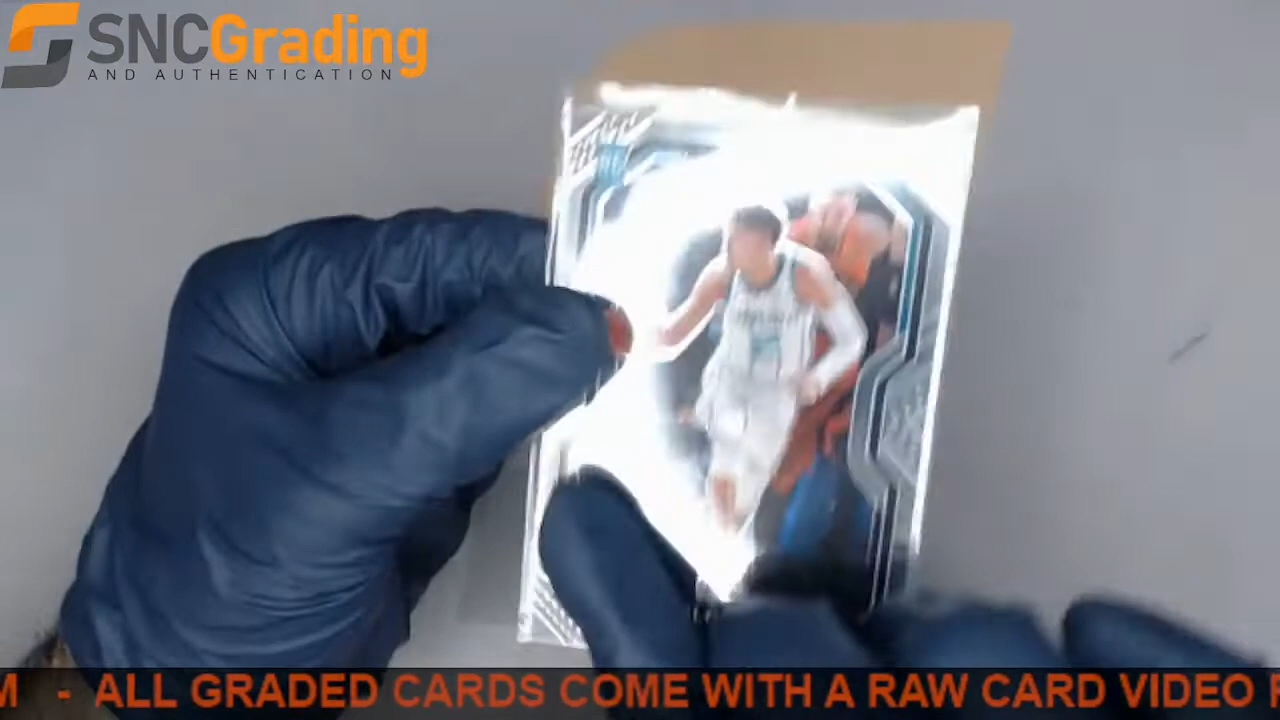 SNCGrading
AND AUTHENTICATION
M - ALL GRADED CARDS COME WITH A RAW CARD VIDEO